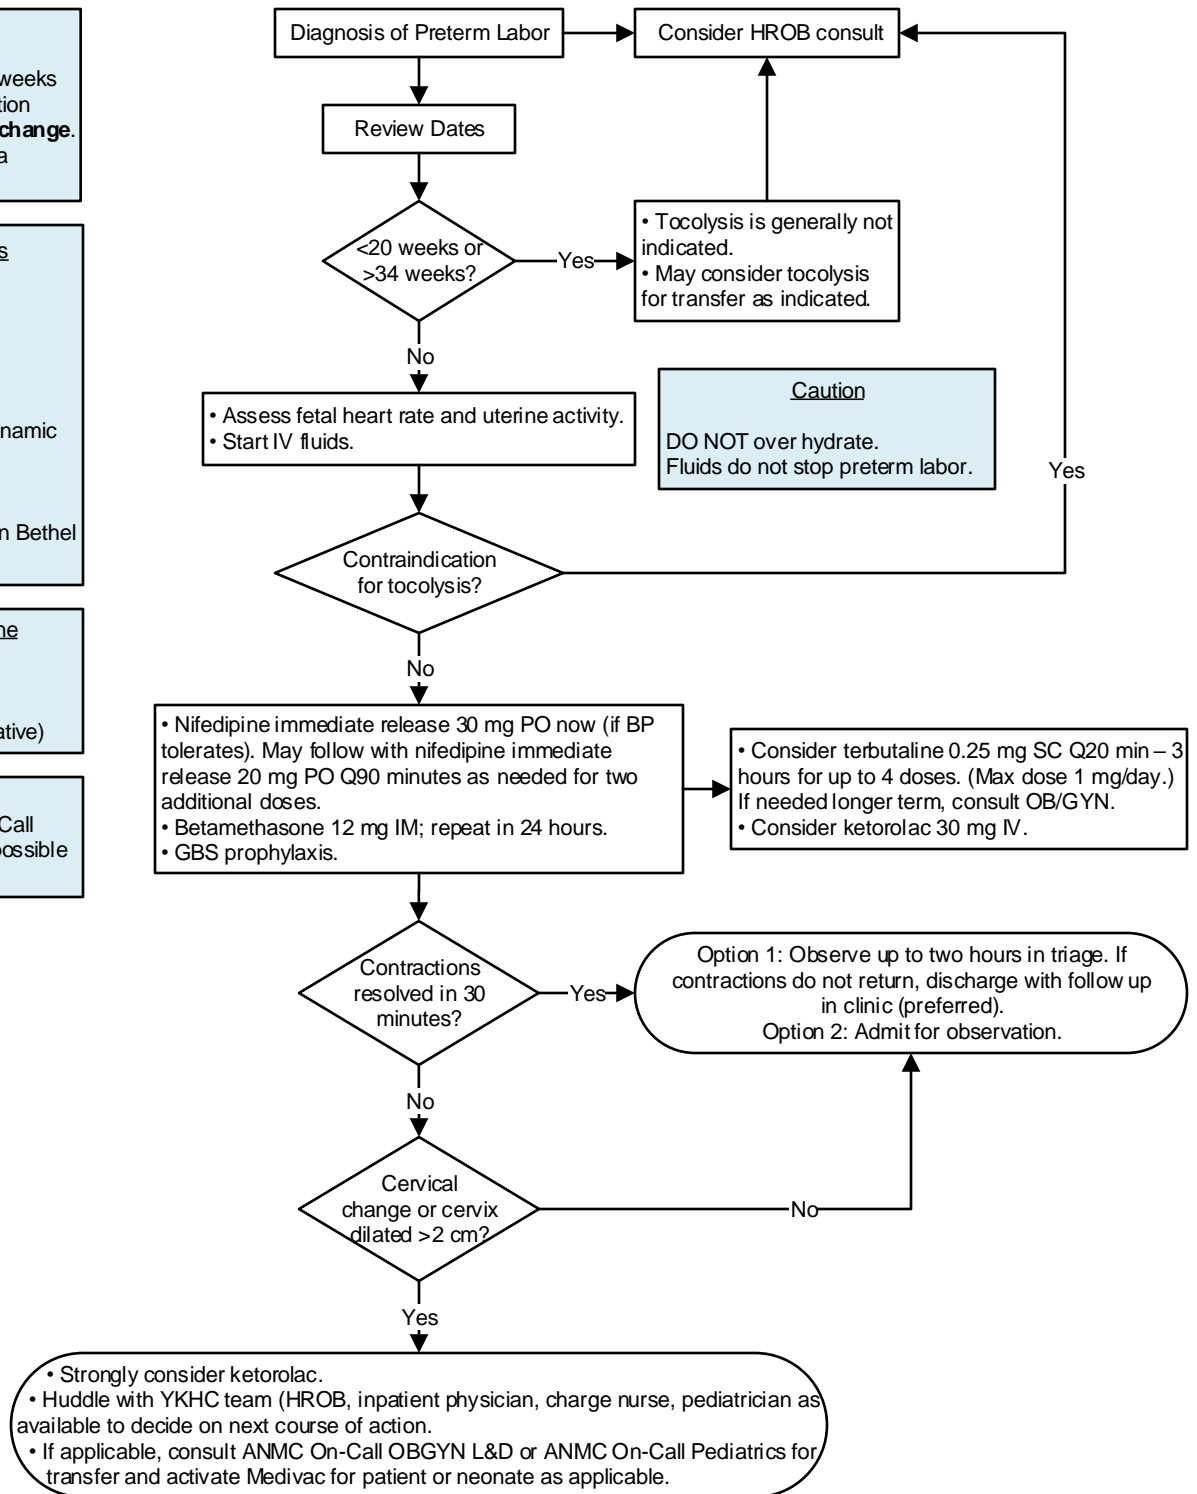 weeks
change.
a
s
namic
n Bethel
ne
ative)
Call
possible
Diagnosis of Preterm Labor
Consider HROB consult
Review Dates
<20 weeks or
>34 weeks?
Yes
• Tocolysis is generally not
indicated.
• May consider tocolysis
for transfer as indicated.
No
• Assess fetal heart rate and uterine activity.
• Start IV fluids.
Caution
DO NOT over hydrate.
Fluids do not stop preterm labor.
Yes
Contraindication
for tocolysis?
No
• Nifedipine immediate release 30 mg PO now (if BP
tolerates). May follow with nifedipine immediate
release 20 mg PO Q90 minutes as needed for two
additional doses.
• Betamethasone 12 mg IM; repeat in 24 hours.
• GBS prophylaxis.
• Consider terbutaline 0.25 mg SC Q20 min – 3
hours for up to 4 doses. (Max dose 1 mg/day.)
If needed longer term, consult OB/GYN.
• Consider ketorolac 30 mg IV.
Contractions
resolved in 30
minutes?
Yes
Option 1: Observe up to two hours in triage. If
contractions do not return, discharge with follow up
in clinic (preferred).
Option 2: Admit for observation.
No
Cervical
change or cervix
dilated >2 cm?
No
Yes
• Strongly consider ketorolac.
• Huddle with YKHC team (HROB, inpatient physician, charge nurse, pediatrician as
available to decide on next course of action.
• If applicable, consult ANMC On-Call OBGYN L&D or ANMC On-Call Pediatrics for
transfer and activate Medivac for patient or neonate as applicable.